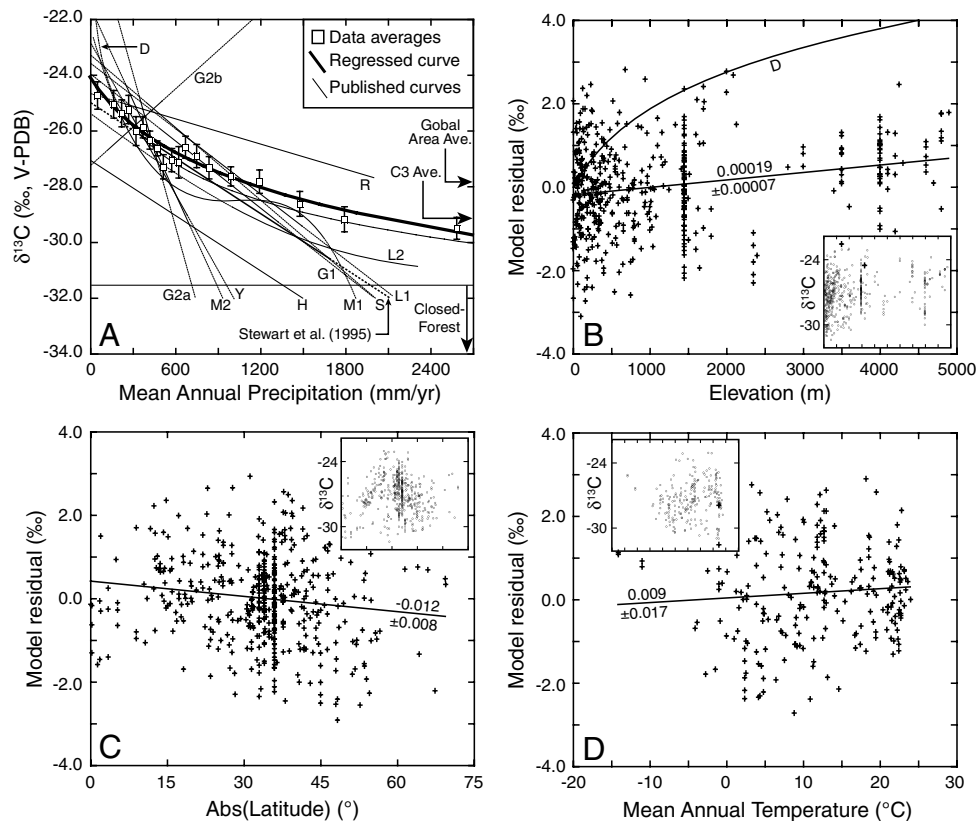 -22.0
-24.0
-26.0
-28.0
-30.0
-32.0
-34.0
δ13C (‰, V-PDB)
D
G2b
Data averages
Regressed curve
Published curves
Gobal
Area Ave.
C3 Ave.
R
L2
G1
G2a
M2
Y
H
M1
S
L1
Stewart et al. (1995)
Closed-
Forest
A
0
600
1200
1800
2400
Mean Annual Precipitation (mm/yr)
4.0
2.0
0.0
-2.0
-4.0
Model residual (‰)
D
0.00019
±0.00007
-24
-30
δ13C
B
0
1000
2000
3000
4000
5000
Elevation (m)
4.0
2.0
0.0
-2.0
-4.0
Model residual (‰)
-24
-30
δ13C
-0.012
±0.008
C
0
15
30
45
60
75
Abs(Latitude) (°)
4.0
2.0
0.0
-2.0
-4.0
Model residual (‰)
-24
-30
δ13C
0.009
±0.017
D
-20
-10
0
10
20
30
Mean Annual Temperature (°C)